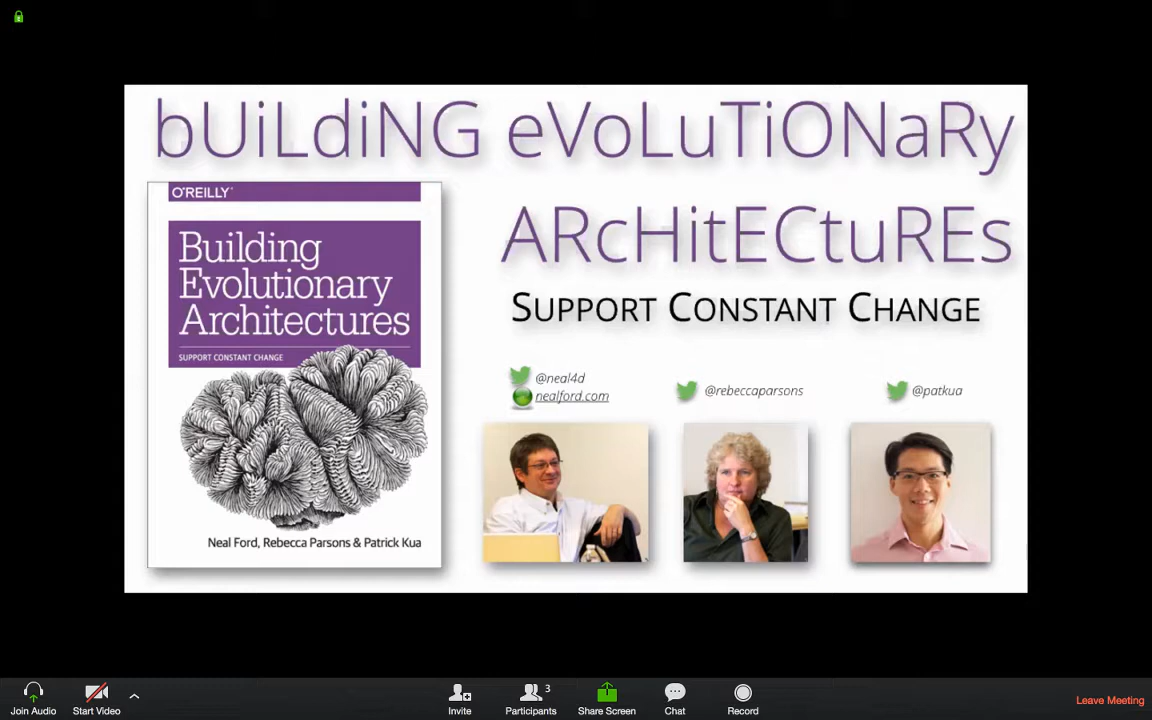 bUiLdiNG eVoLuTiONaRy
ARcHitECtuREs
SUPPORT CONSTANT CHANGE
O'REILLY®
Building
Evolutionary
Architectures
SUPPORT CONSTANT CHANGE
Neal Ford, Rebecca Parsons & Patrick Kua
@neal4d
nealford.com
@rebeccaparsons
@patkua
Join Audio
Start Video
Invite
Participants
3
Share Screen
Chat
Record
Leave Meeting